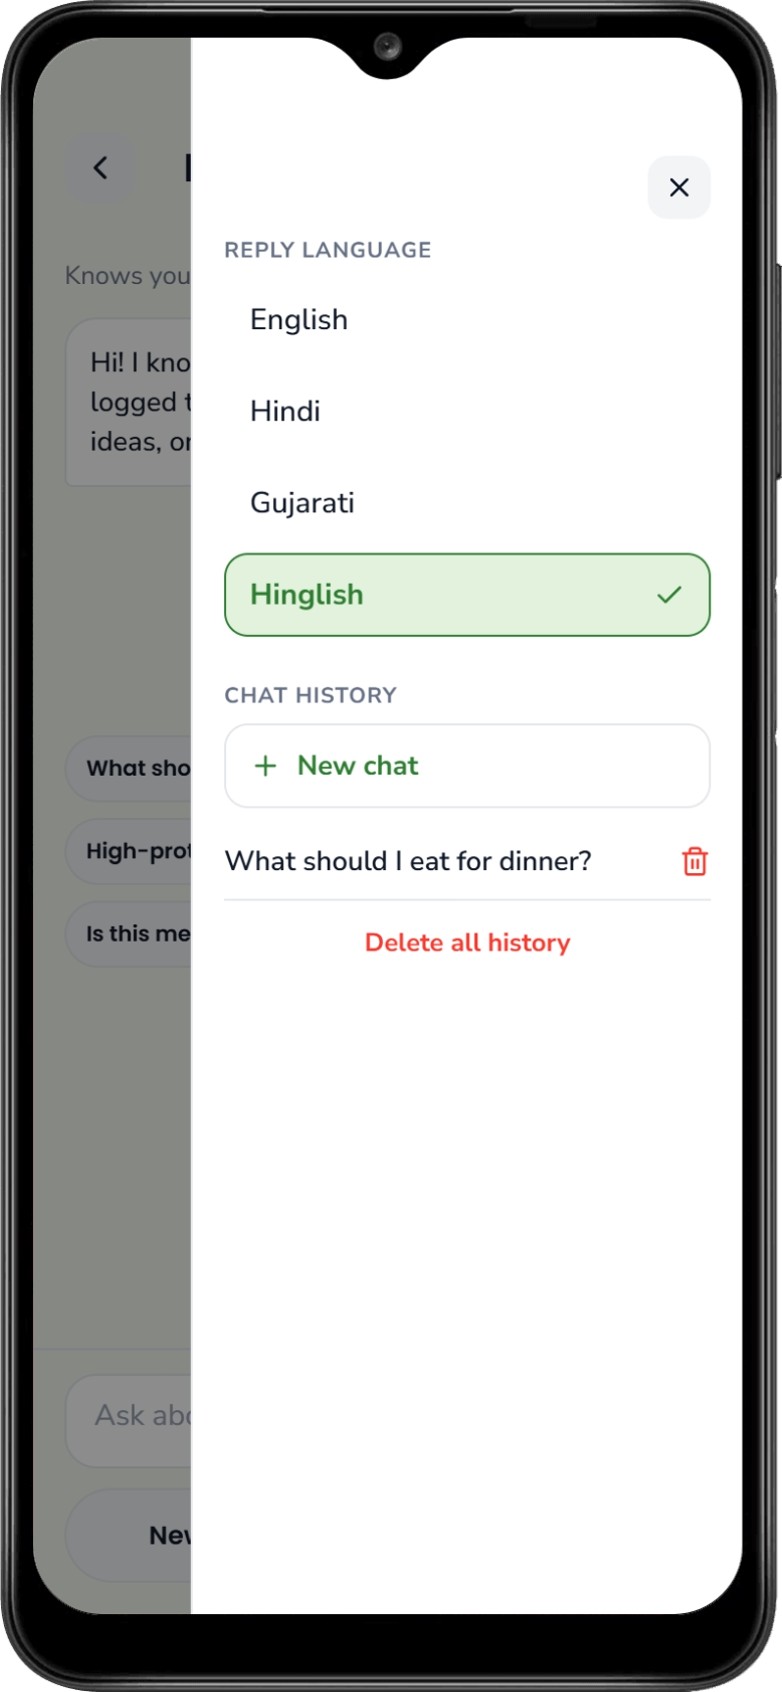 Knows you
Hi! I kno
logged t
ideas, or
What sho
High-prot
Is this me
Ask abo
New
REPLY LANGUAGE
English
Hindi
Gujarati
Hinglish
CHAT HISTORY
New chat
What should I eat for dinner?
Delete all history